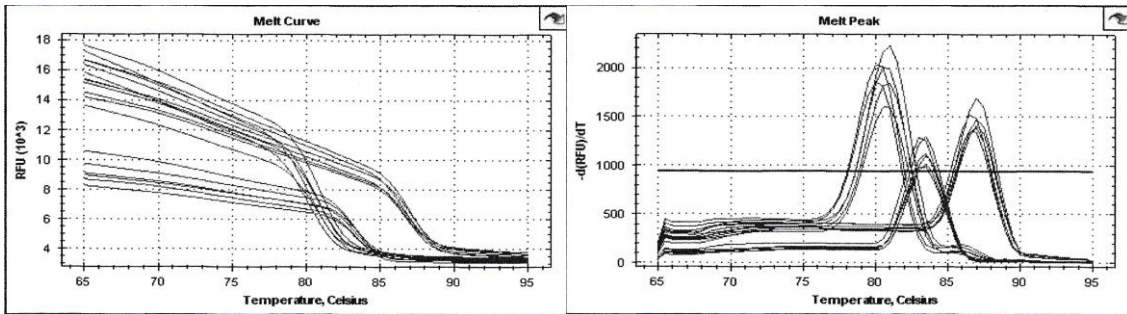 Melt Curve
18
16
14
12
10
8
6
4
RFU (10^3)
65 70 75 80 85 90 95
Temperature, Celsius
Melt Peak
2000
1500
1000
500
0
-d(RFU)/dT
65 70 75 80 85 90 95
Temperature, Celsius